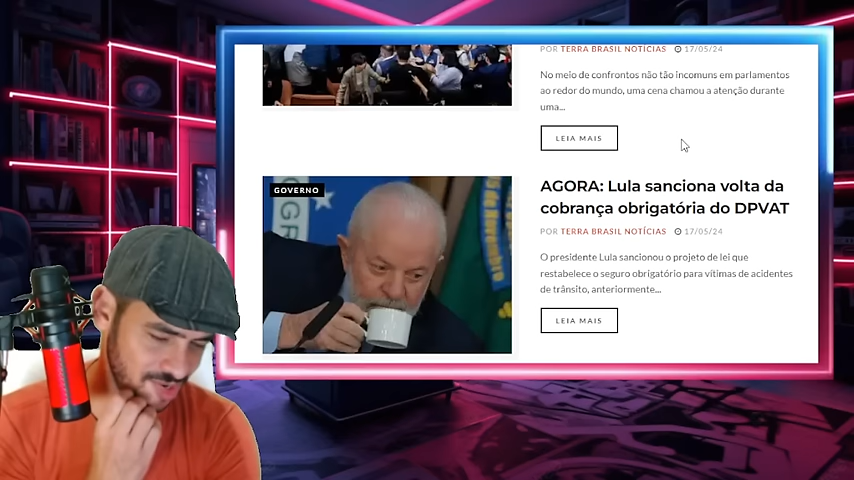 POR TERRA BRASIL NOTÍCIAS 17/05/24
No meio de confrontos não tão incomuns em parlamentos
ao redor do mundo, uma cena chamou a atenção durante
uma...
LEIA MAIS
GOVERNO
AGORA: Lula sanciona volta da
cobrança obrigatória do DPVAT
POR TERRA BRASIL NOTÍCIAS 17/05/24
O presidente Lula sancionou o projeto de lei que
restabelece o seguro obrigatório para vítimas de acidentes
de trânsito, anteriormente...
LEIA MAIS